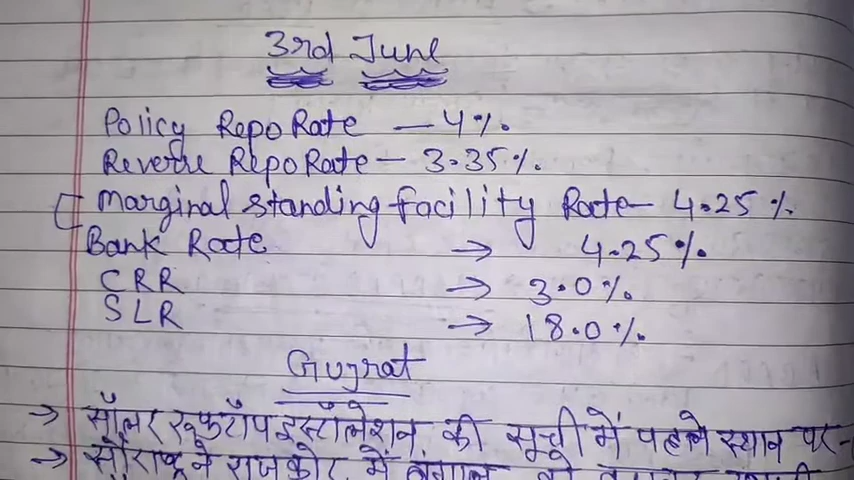 3rd June
Policy Repo Rate — 4%
Reverse Repo Rate — 3.35%
Marginal standing facility Rate — 4.25%
Bank Rate → 4.25%
CRR → 3.0%
SLR → 18.0%
Gujrat
→ सॉलर रूफटॉप इंस्टॉलेशन की सूची में पहले स्थान पर -
→ सौराष्ट्र ने राजकोट में बंगाल को